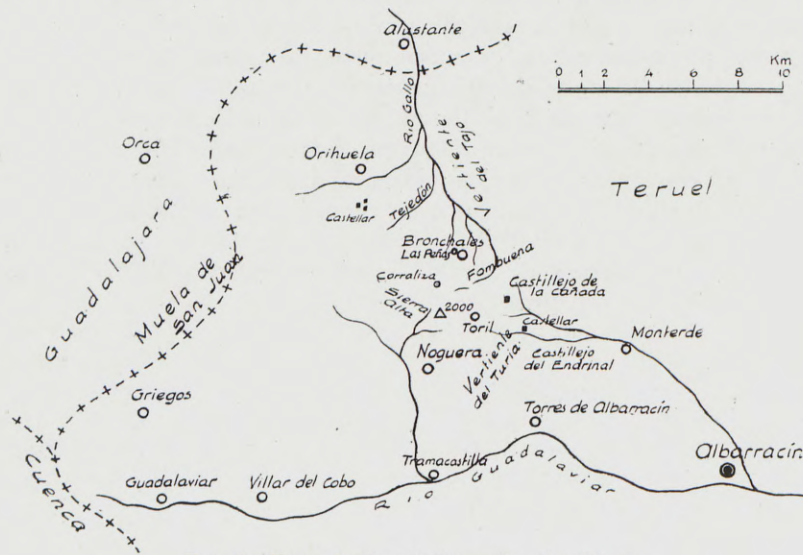 Km
0 2 4 6 8 10
Alustante
Rio Gallo
Vertiente
del Tajo
Orca
Orihuela
Teruel
Castellar
Tejedón
Guadalajara
Muela de
San Juan
Bronchales
Las Peñas
Fombuena
Corraliza
Castillejo de
la Cañada
Sierra
Alta
2000
Toril
Castellar
Monterde
Vertiente
del Turia.
Castillejo
del Endrinal
Noguera
Griegos
Torres de Albarracín
Albarracín
Tramacastilla
Cuenca
Guadalaviar
Villar del Cobo
Rio Guadalaviar